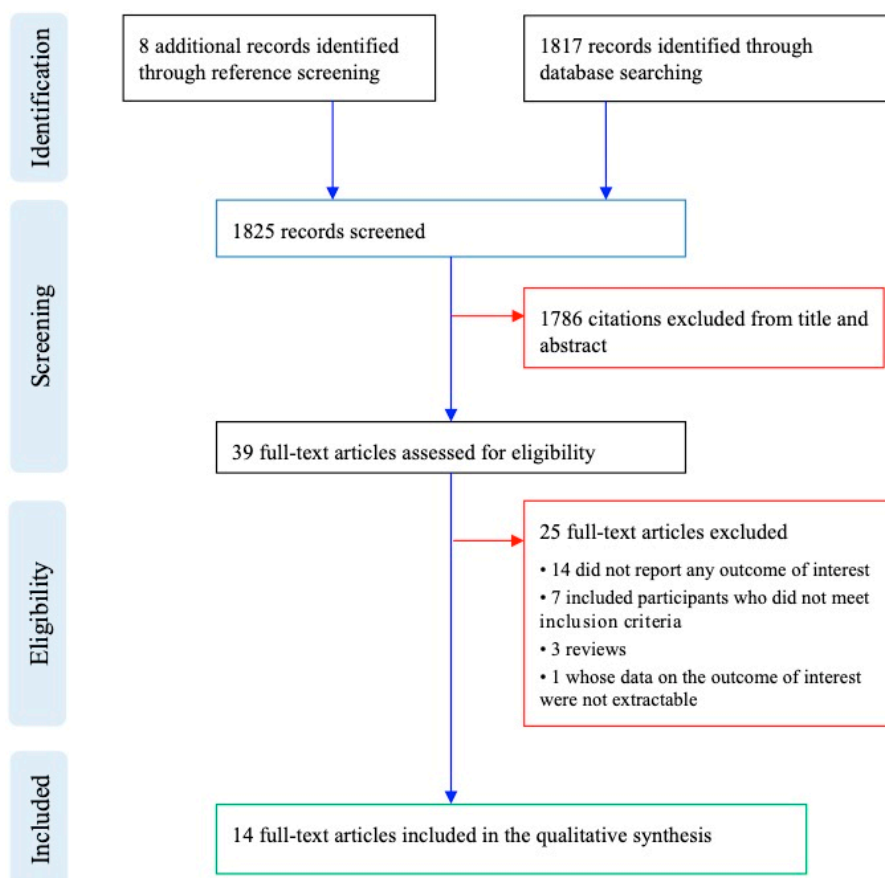 Identification
8 additional records identified
through reference screening
1817 records identified through
database searching
Screening
1825 records screened
1786 citations excluded from title and
abstract
39 full-text articles assessed for eligibility
Eligibility
25 full-text articles excluded
• 14 did not report any outcome of interest
• 7 included participants who did not meet
inclusion criteria
• 3 reviews
• 1 whose data on the outcome of interest
were not extractable
Included
14 full-text articles included in the qualitative synthesis